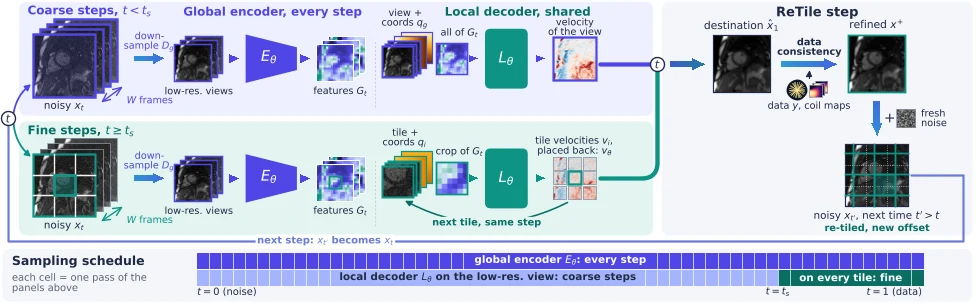 Coarse steps, t < tₛ
Global encoder, every step
view + coords q_g
Local decoder, shared
down-sample D_g
E_θ
all of G_t
L_θ
velocity of the view
noisy x_t
W frames
low-res. views
features G_t
t
t
Fine steps, t ≥ tₛ
down-sample D_g
E_θ
tile + coords q_i
crop of G_t
L_θ
tile velocities v_i, placed back: v_θ
noisy x_t
W frames
low-res. views
features G_t
next tile, same step
next step: x_t′ becomes x_t
ReTile step
destination x̂₁
refined x⁺
data consistency
data y, coil maps
+
fresh noise
noisy x_t′, next time t′ > t
re-tiled, new offset
Sampling schedule
each cell = one pass of the panels above
global encoder E_θ: every step
local decoder L_θ on the low-res. view: coarse steps
on every tile: fine
t = 0 (noise)
t = tₛ
t = 1 (data)